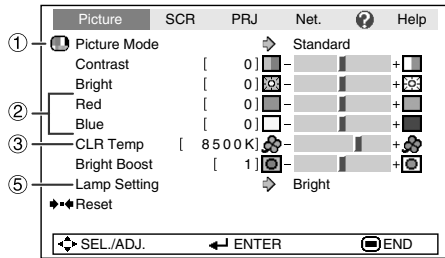 Picture SCR PRJ Net. ? Help
① Picture Mode Standard
Contrast [ 0] - +
Bright [ 0] - +
② Red [ 0] - +
Blue [ 0] - +
③ CLR Temp [ 8500K] - +
Bright Boost [ 1] - +
⑤ Lamp Setting Bright
Reset
SEL./ADJ. ENTER END